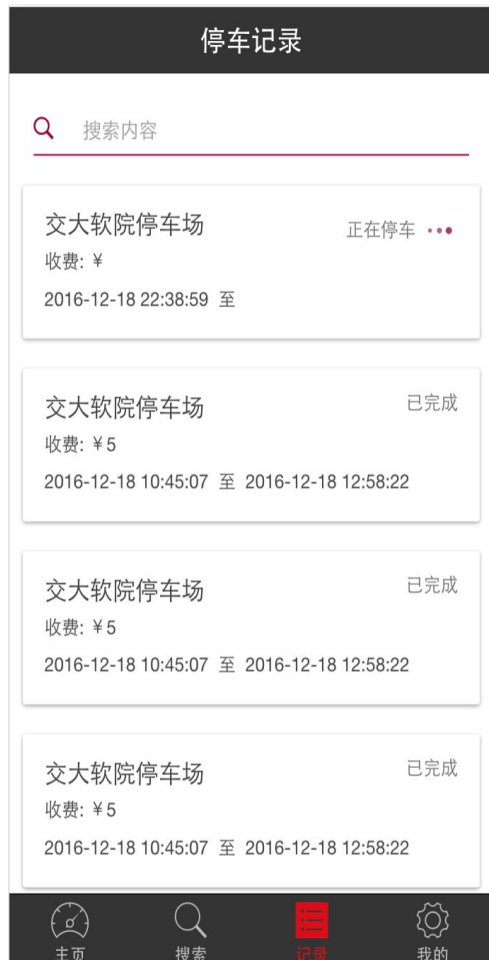 停车记录
搜索内容
交大软院停车场 正在停车
收费: ¥
2016-12-18 22:38:59 至
交大软院停车场 已完成
收费: ¥5
2016-12-18 10:45:07 至 2016-12-18 12:58:22
交大软院停车场 已完成
收费: ¥5
2016-12-18 10:45:07 至 2016-12-18 12:58:22
交大软院停车场 已完成
收费: ¥5
2016-12-18 10:45:07 至 2016-12-18 12:58:22
主页 搜索 记录 我的